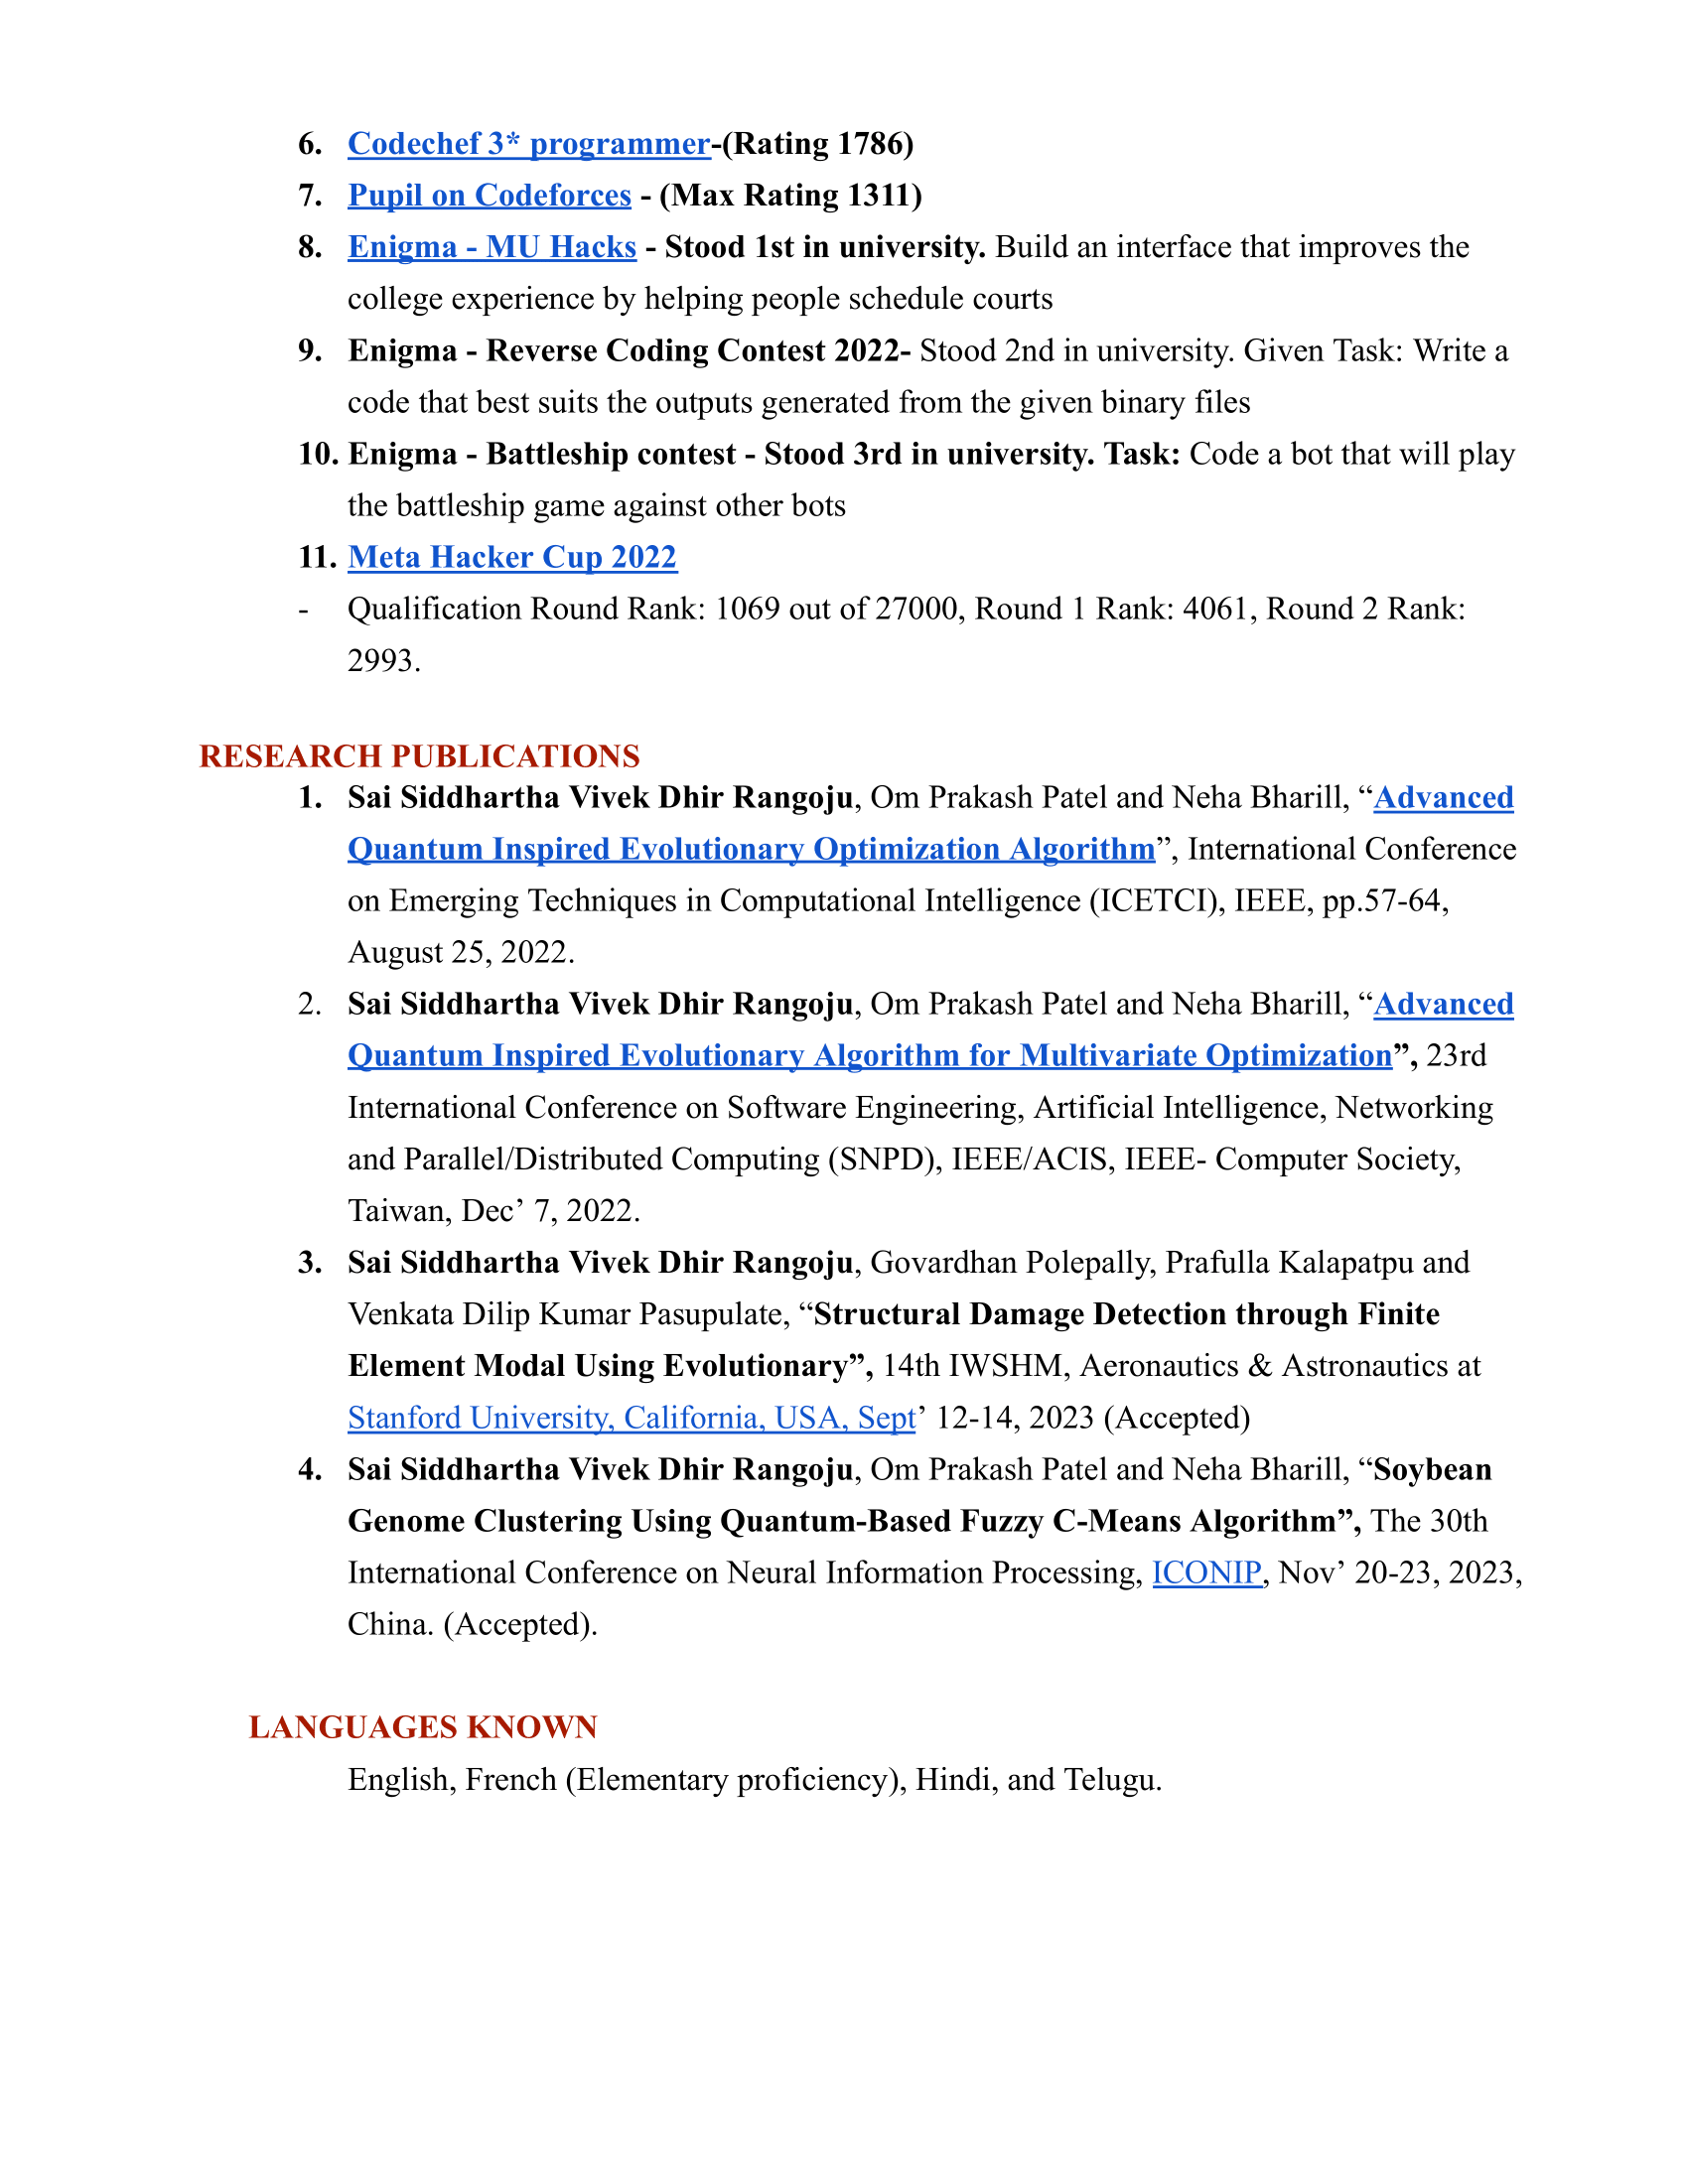 6. Codechef 3* programmer-(Rating 1786)
7. Pupil on Codeforces - (Max Rating 1311)
8. Enigma - MU Hacks - Stood 1st in university. Build an interface that improves the
college experience by helping people schedule courts
9. Enigma - Reverse Coding Contest 2022- Stood 2nd in university. Given Task: Write a
code that best suits the outputs generated from the given binary files
10. Enigma - Battleship contest - Stood 3rd in university. Task: Code a bot that will play
the battleship game against other bots
11. Meta Hacker Cup 2022
- Qualification Round Rank: 1069 out of 27000, Round 1 Rank: 4061, Round 2 Rank:
2993.
RESEARCH PUBLICATIONS
1. Sai Siddhartha Vivek Dhir Rangoju, Om Prakash Patel and Neha Bharill, “Advanced
Quantum Inspired Evolutionary Optimization Algorithm”, International Conference
on Emerging Techniques in Computational Intelligence (ICETCI), IEEE, pp.57-64,
August 25, 2022.
2. Sai Siddhartha Vivek Dhir Rangoju, Om Prakash Patel and Neha Bharill, “Advanced
Quantum Inspired Evolutionary Algorithm for Multivariate Optimization”, 23rd
International Conference on Software Engineering, Artificial Intelligence, Networking
and Parallel/Distributed Computing (SNPD), IEEE/ACIS, IEEE- Computer Society,
Taiwan, Dec’ 7, 2022.
3. Sai Siddhartha Vivek Dhir Rangoju, Govardhan Polepally, Prafulla Kalapatpu and
Venkata Dilip Kumar Pasupulate, “Structural Damage Detection through Finite
Element Modal Using Evolutionary”, 14th IWSHM, Aeronautics & Astronautics at
Stanford University, California, USA, Sept’ 12-14, 2023 (Accepted)
4. Sai Siddhartha Vivek Dhir Rangoju, Om Prakash Patel and Neha Bharill, “Soybean
Genome Clustering Using Quantum-Based Fuzzy C-Means Algorithm”, The 30th
International Conference on Neural Information Processing, ICONIP, Nov’ 20-23, 2023,
China. (Accepted).
LANGUAGES KNOWN
English, French (Elementary proficiency), Hindi, and Telugu.